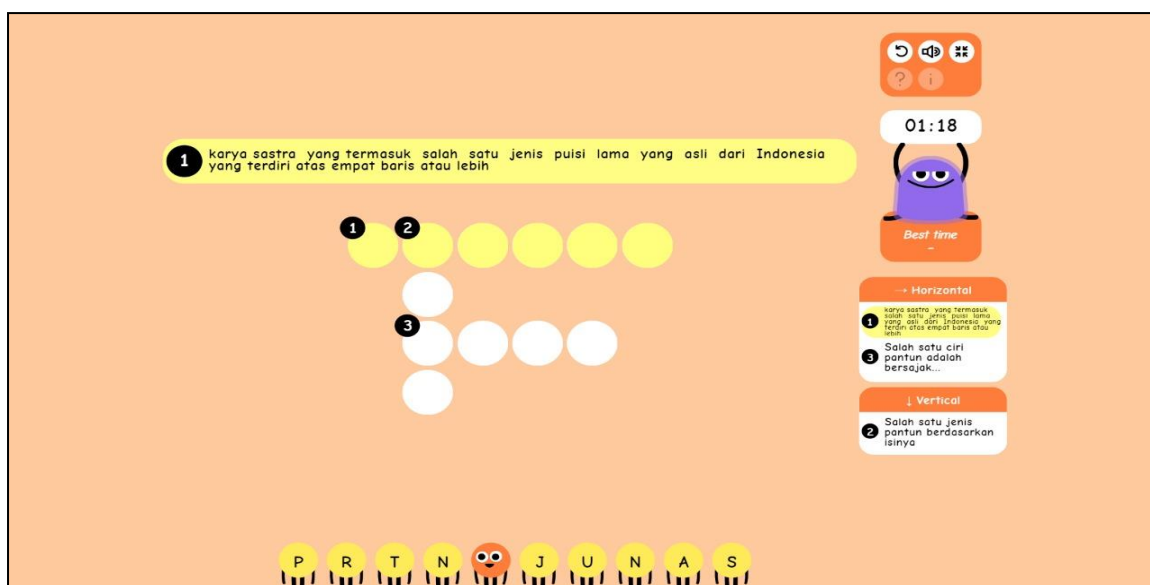 01:18
1 karya sastra yang termasuk salah satu jenis puisi lama yang asli dari Indonesia
yang terdiri atas empat baris atau lebih
1 2
3
Best time
-
→ Horizontal
1 karya sastra yang termasuk
salah satu jenis puisi lama
yang asli dari Indonesia yang
terdiri atas empat baris atau
lebih
3 Salah satu ciri
pantun adalah
bersajak...
↓ Vertical
2 Salah satu jenis
pantun berdasarkan
isinya
P R T N J U N A S